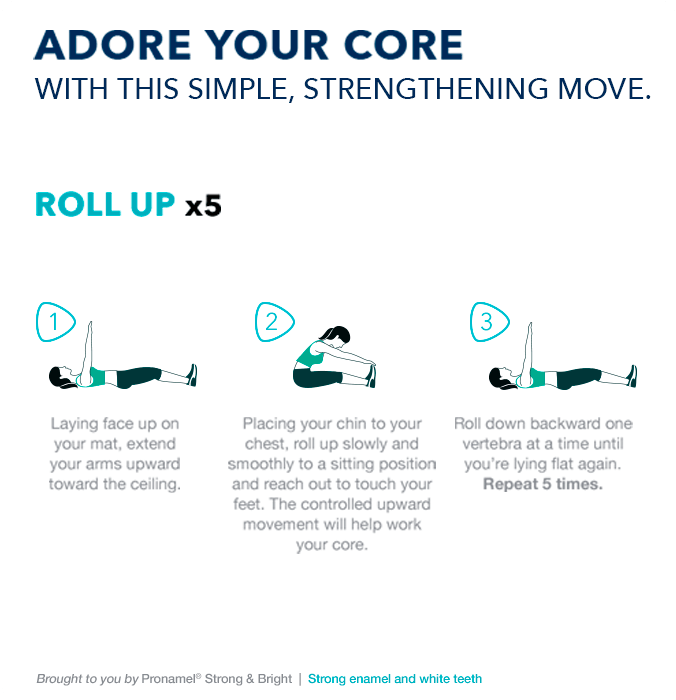 ADORE YOUR CORE
WITH THIS SIMPLE, STRENGTHENING MOVE.
ROLL UP x5
1
Laying face up on
your mat, extend
your arms upward
toward the ceiling.
2
Placing your chin to your
chest, roll up slowly and
smoothly to a sitting position
and reach out to touch your
feet. The controlled upward
movement will help work
your core.
3
Roll down backward one
vertebra at a time until
you're lying flat again.
Repeat 5 times.
Brought to you by Pronamel® Strong & Bright | Strong enamel and white teeth